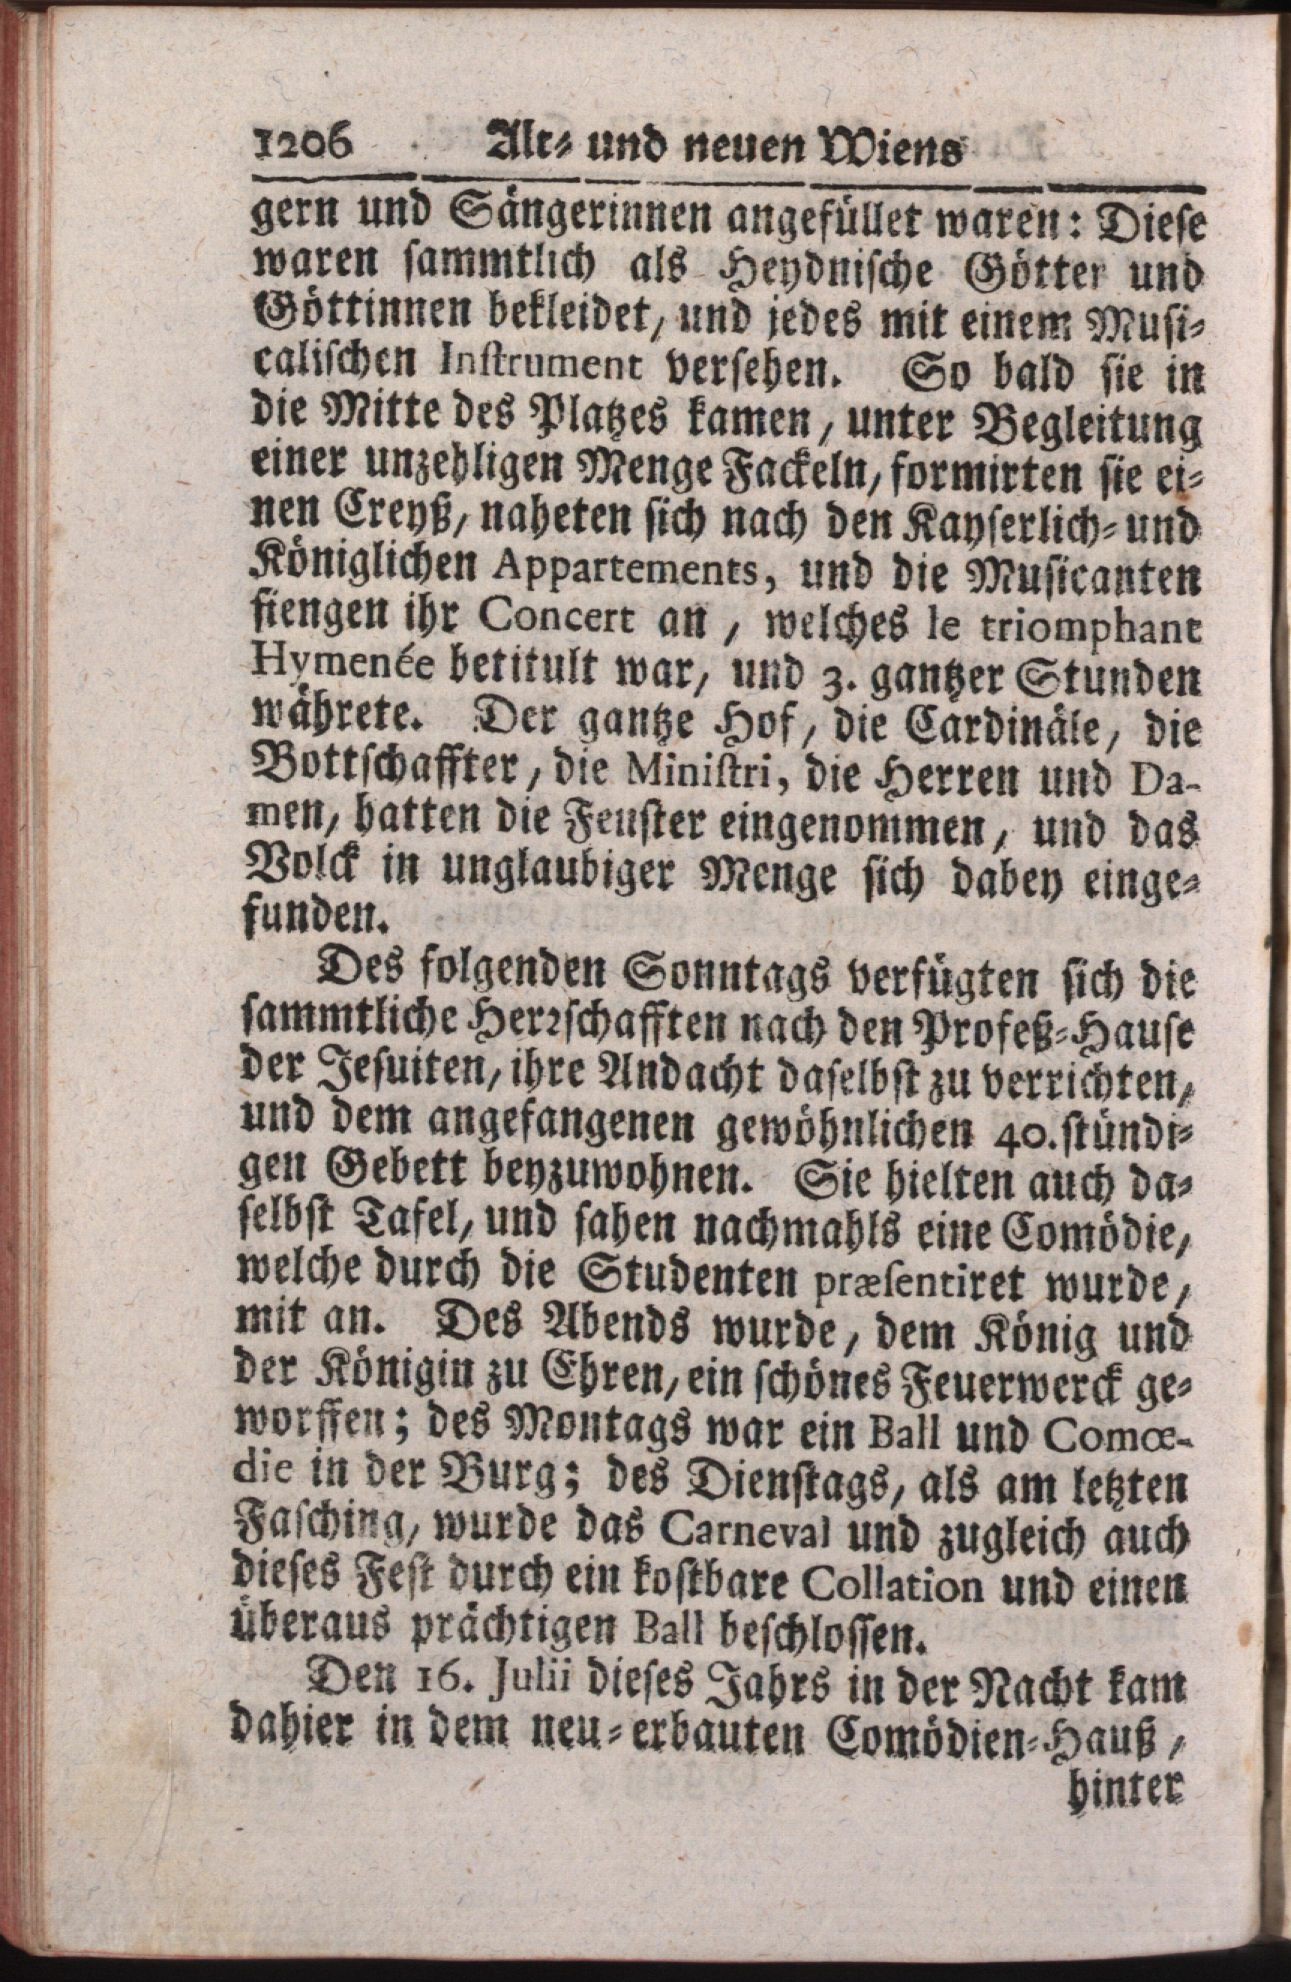 1206 Alt- und neuen Wiens
gern und Sängerinnen angefüllet waren: Diese
waren sammtlich als Heydnische Götter und
Göttinnen bekleidet, und jedes mit einem Musi-
calischen Instrument versehen. So bald sie in
die Mitte des Platzes kamen, unter Begleitung
einer unzehligen Menge Fackeln, formirten sie ei-
nen Creyß, naheten sich nach den Kayserlich- und
Königlichen Appartements, und die Musicanten
fiengen ihr Concert an, welches le triomphant
Hymenée betitult war, und 3. gantzer Stunden
währete. Der gantze Hof, die Cardinäle, die
Bottschaffter, die Ministri, die Herren und Da-
men, hatten die Fenster eingenommen, und das
Volck in unglaubiger Menge sich dabey einge-
funden.
Des folgenden Sonntags verfügten sich die
sammtliche Herrschafften nach den Profeß-Hause
der Jesuiten, ihre Andacht daselbst zu verrichten,
und dem angefangenen gewöhnlichen 40. stündi-
gen Gebett beyzuwohnen. Sie hielten auch da-
selbst Tafel, und sahen nachmahls eine Comödie,
welche durch die Studenten præsentiret wurde,
mit an. Des Abends wurde, dem König und
der Königin zu Ehren, ein schönes Feuerwerck ge-
worffen; des Montags war ein Ball und Comœ-
die in der Burg; des Dienstags, als am letzten
Fasching, wurde das Carneval und zugleich auch
dieses Fest durch ein kostbare Collation und einen
überaus prächtigen Ball beschlossen.
Den 16. Julii dieses Jahrs in der Nacht kam
dahier in dem neu-erbauten Comödien-Hauß,
hinter